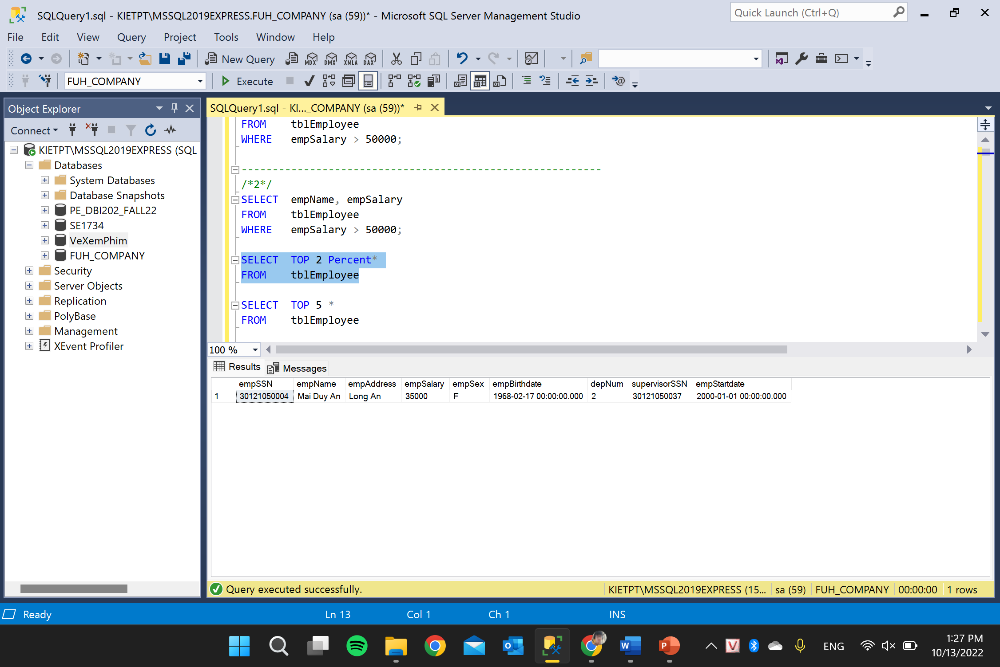 SQLQuery1.sql - KIETPT\MSSQL2019EXPRESS.FUH_COMPANY (sa (59))* - Microsoft SQL Server Management Studio
Quick Launch (Ctrl+Q)
File Edit View Query Project Tools Window Help
New Query MDX DMX XMLA DAX
FUH_COMPANY Execute
Object Explorer
Connect
KIETPT\MSSQL2019EXPRESS (SQL
Databases
System Databases
Database Snapshots
PE_DBI202_FALL22
SE1734
VeXemPhim
FUH_COMPANY
Security
Server Objects
Replication
PolyBase
Management
XEvent Profiler
SQLQuery1.sql - KI..._COMPANY (sa (59))*
FROM tblEmployee
WHERE empSalary > 50000;
----------------------------------------------------------
/*2*/
SELECT empName, empSalary
FROM tblEmployee
WHERE empSalary > 50000;
SELECT TOP 2 Percent*
FROM tblEmployee
SELECT TOP 5 *
FROM tblEmployee
100 %
Results Messages
empSSN empName empAddress empSalary empSex empBirthdate depNum supervisorSSN empStartdate
1 30121050004 Mai Duy An Long An 35000 F 1968-02-17 00:00:00.000 2 30121050037 2000-01-01 00:00:00.000
Query executed successfully. KIETPT\MSSQL2019EXPRESS (15... sa (59) FUH_COMPANY 00:00:00 1 rows
Ready Ln 13 Col 1 Ch 1 INS
ENG
1:27 PM
10/13/2022